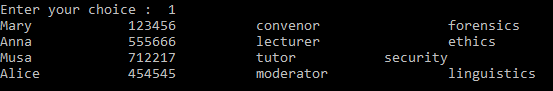 Enter your choice :  1
Mary            123456          convenor                forensics
Anna            555666          lecturer                ethics
Musa            712217          tutor           security
Alice           454545          moderator               linguistics